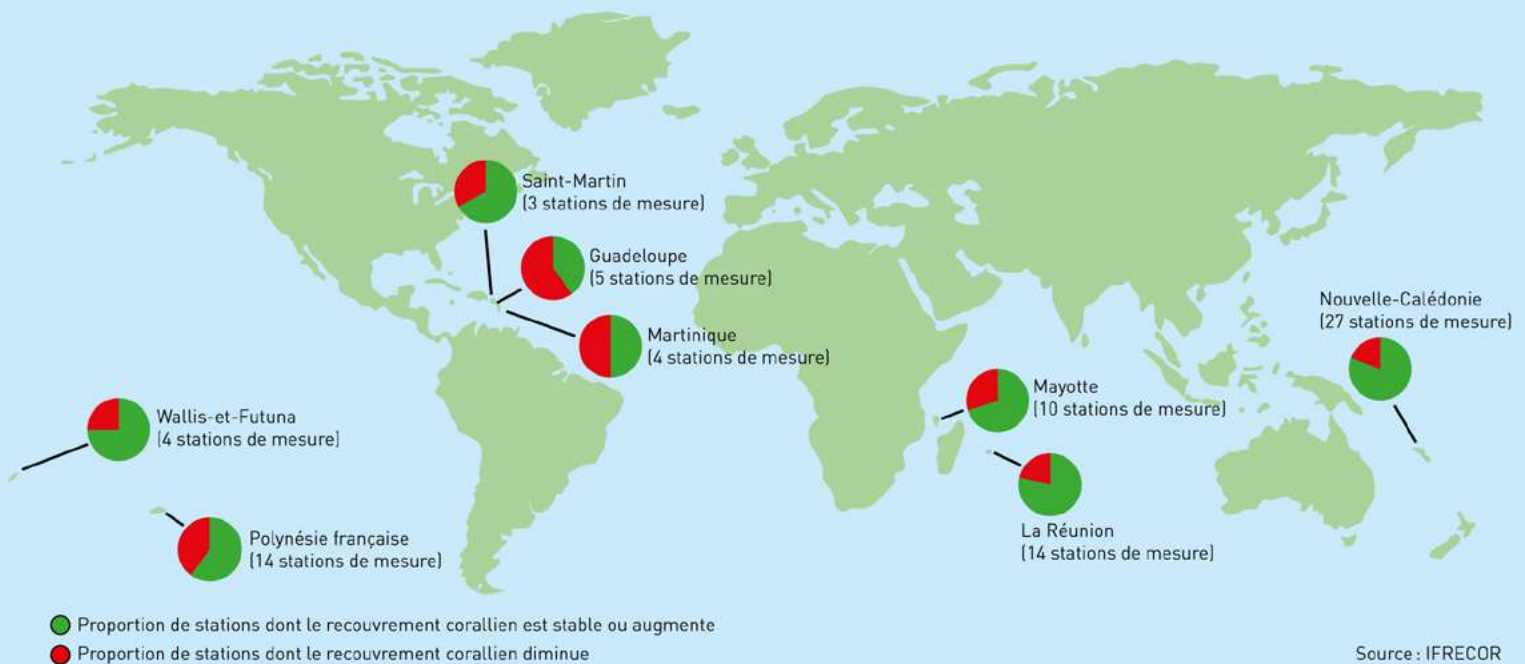 Saint-Martin
(3 stations de mesure)
Guadeloupe
(5 stations de mesure)
Martinique
(4 stations de mesure)
Nouvelle-Calédonie
(27 stations de mesure)
Mayotte
(10 stations de mesure)
Wallis-et-Futuna
(4 stations de mesure)
La Réunion
(14 stations de mesure)
Polynésie française
(14 stations de mesure)
Proportion de stations dont le recouvrement corallien est stable ou augmente
Proportion de stations dont le recouvrement corallien diminue
Source : IFRECOR